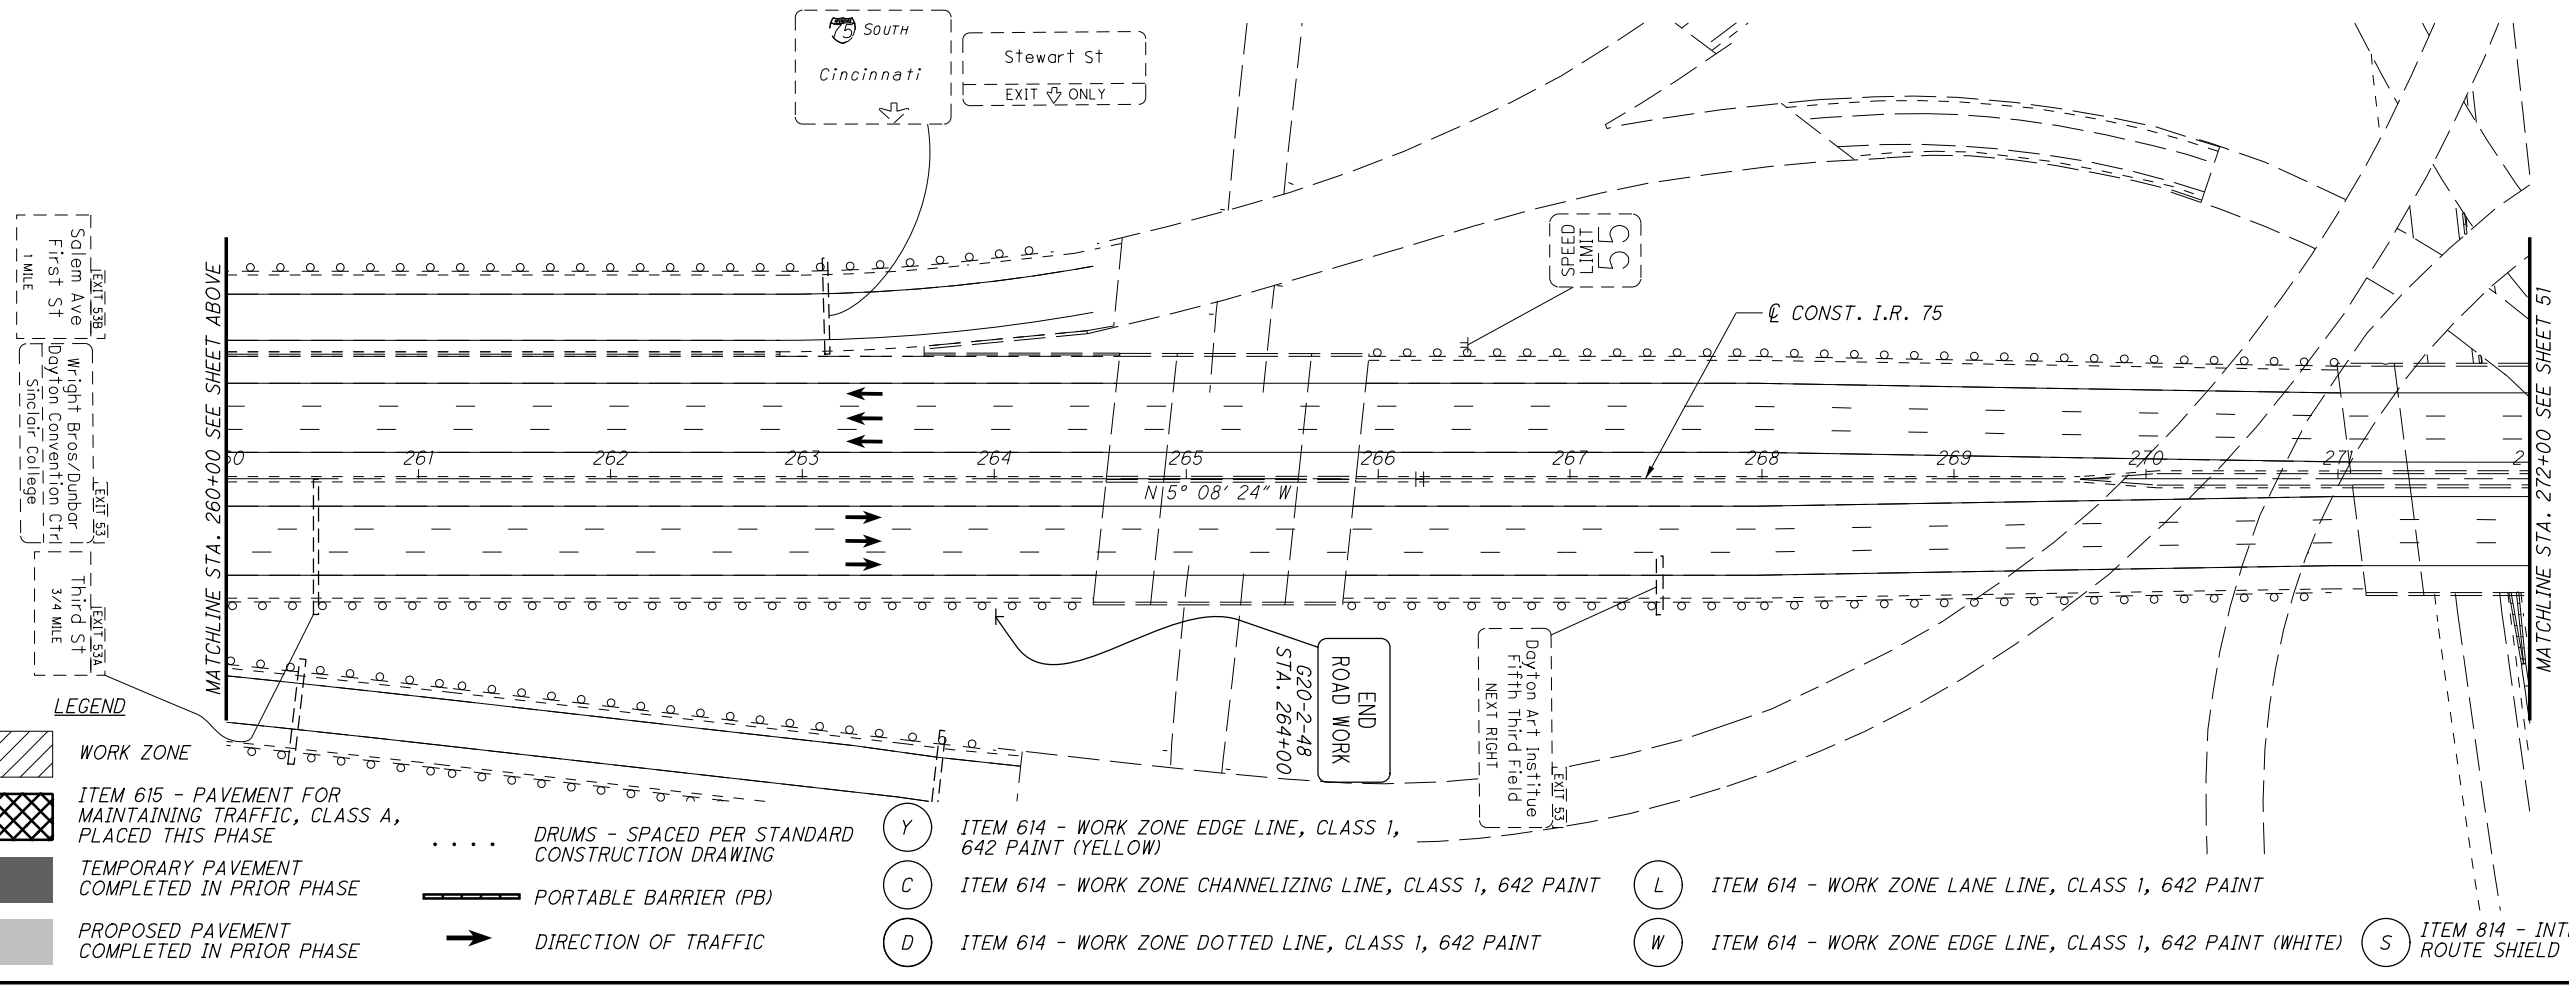 75 SOUTH
Cincinnati
Stewart St
EXIT ONLY
EXIT 53B
Salem Ave
First St
1 MILE
EXIT 53
Wright Bros/Dunbar
Dayton Convention Ctr
Sinclair College
EXIT 53A
Third St
3/4 MILE
MATCHLINE STA. 260+00 SEE SHEET ABOVE
SPEED
LIMIT
55
℄ CONST. I.R. 75
60 261 262 263 264 265 266 267 268 269 270 271 2
N 5° 08' 24" W
MATCHLINE STA. 272+00 SEE SHEET 51
END
ROAD WORK
G20-2-48
STA. 264+00
EXIT 53
Dayton Art Institue
Fifth Third Field
NEXT RIGHT
LEGEND
WORK ZONE
ITEM 615 - PAVEMENT FOR
MAINTAINING TRAFFIC, CLASS A,
PLACED THIS PHASE
TEMPORARY PAVEMENT
COMPLETED IN PRIOR PHASE
PROPOSED PAVEMENT
COMPLETED IN PRIOR PHASE
DRUMS - SPACED PER STANDARD
CONSTRUCTION DRAWING
PORTABLE BARRIER (PB)
DIRECTION OF TRAFFIC
Y ITEM 614 - WORK ZONE EDGE LINE, CLASS 1,
642 PAINT (YELLOW)
C ITEM 614 - WORK ZONE CHANNELIZING LINE, CLASS 1, 642 PAINT
D ITEM 614 - WORK ZONE DOTTED LINE, CLASS 1, 642 PAINT
L ITEM 614 - WORK ZONE LANE LINE, CLASS 1, 642 PAINT
W ITEM 614 - WORK ZONE EDGE LINE, CLASS 1, 642 PAINT (WHITE)
S ITEM 814 - INT
ROUTE SHIELD